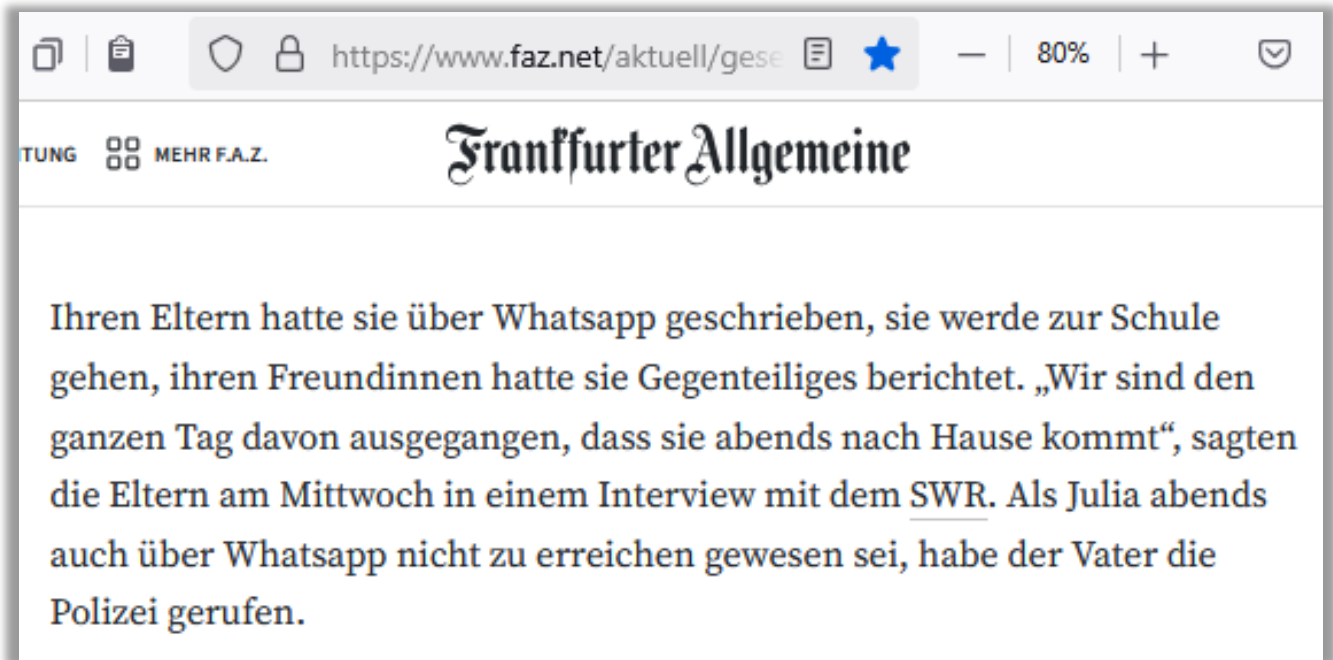 https://www.faz.net/aktuell/gese
80%
TUNG MEHR F.A.Z.
Frankfurter Allgemeine
Ihren Eltern hatte sie über Whatsapp geschrieben, sie werde zur Schule
gehen, ihren Freundinnen hatte sie Gegenteiliges berichtet. „Wir sind den
ganzen Tag davon ausgegangen, dass sie abends nach Hause kommt“, sagten
die Eltern am Mittwoch in einem Interview mit dem SWR. Als Julia abends
auch über Whatsapp nicht zu erreichen gewesen sei, habe der Vater die
Polizei gerufen.